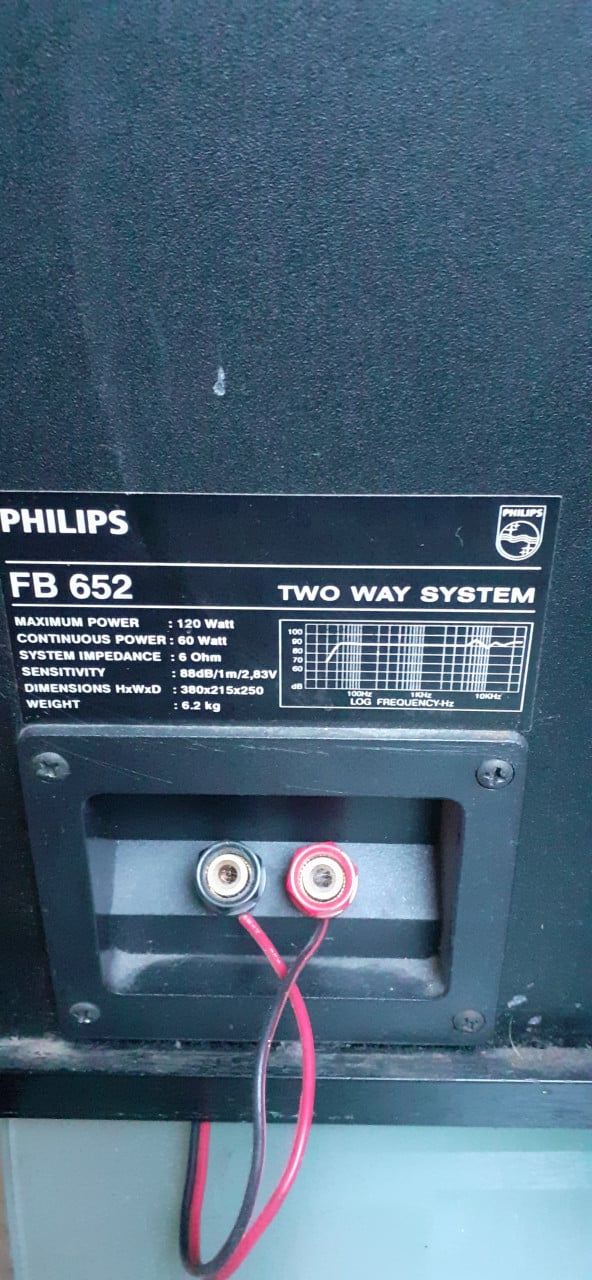 PHILIPS
PHILIPS
FB 652
TWO WAY SYSTEM
MAXIMUM POWER : 120 Watt
CONTINUOUS POWER : 60 Watt
SYSTEM IMPEDANCE : 6 Ohm
SENSITIVITY : 88dB/1m/2,83V
DIMENSIONS HxWxD : 380x215x250
WEIGHT : 6.2 kg
100
90
80
70
60
dB
100Hz 1KHz 10KHz
LOG FREQUENCY-Hz